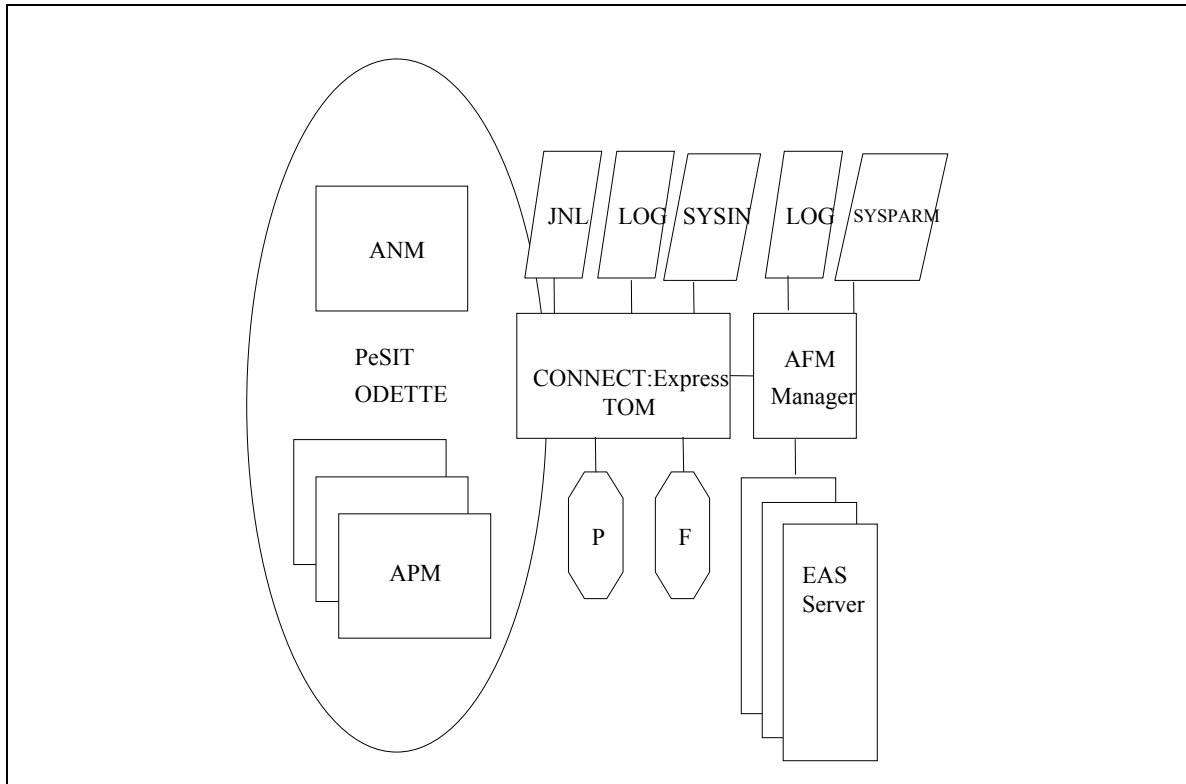 JNL
LOG
SYSIN
LOG
SYSPARM
ANM
PeSIT
ODETTE
CONNECT:Express
TOM
AFM
Manager
P
F
APM
EAS
Server